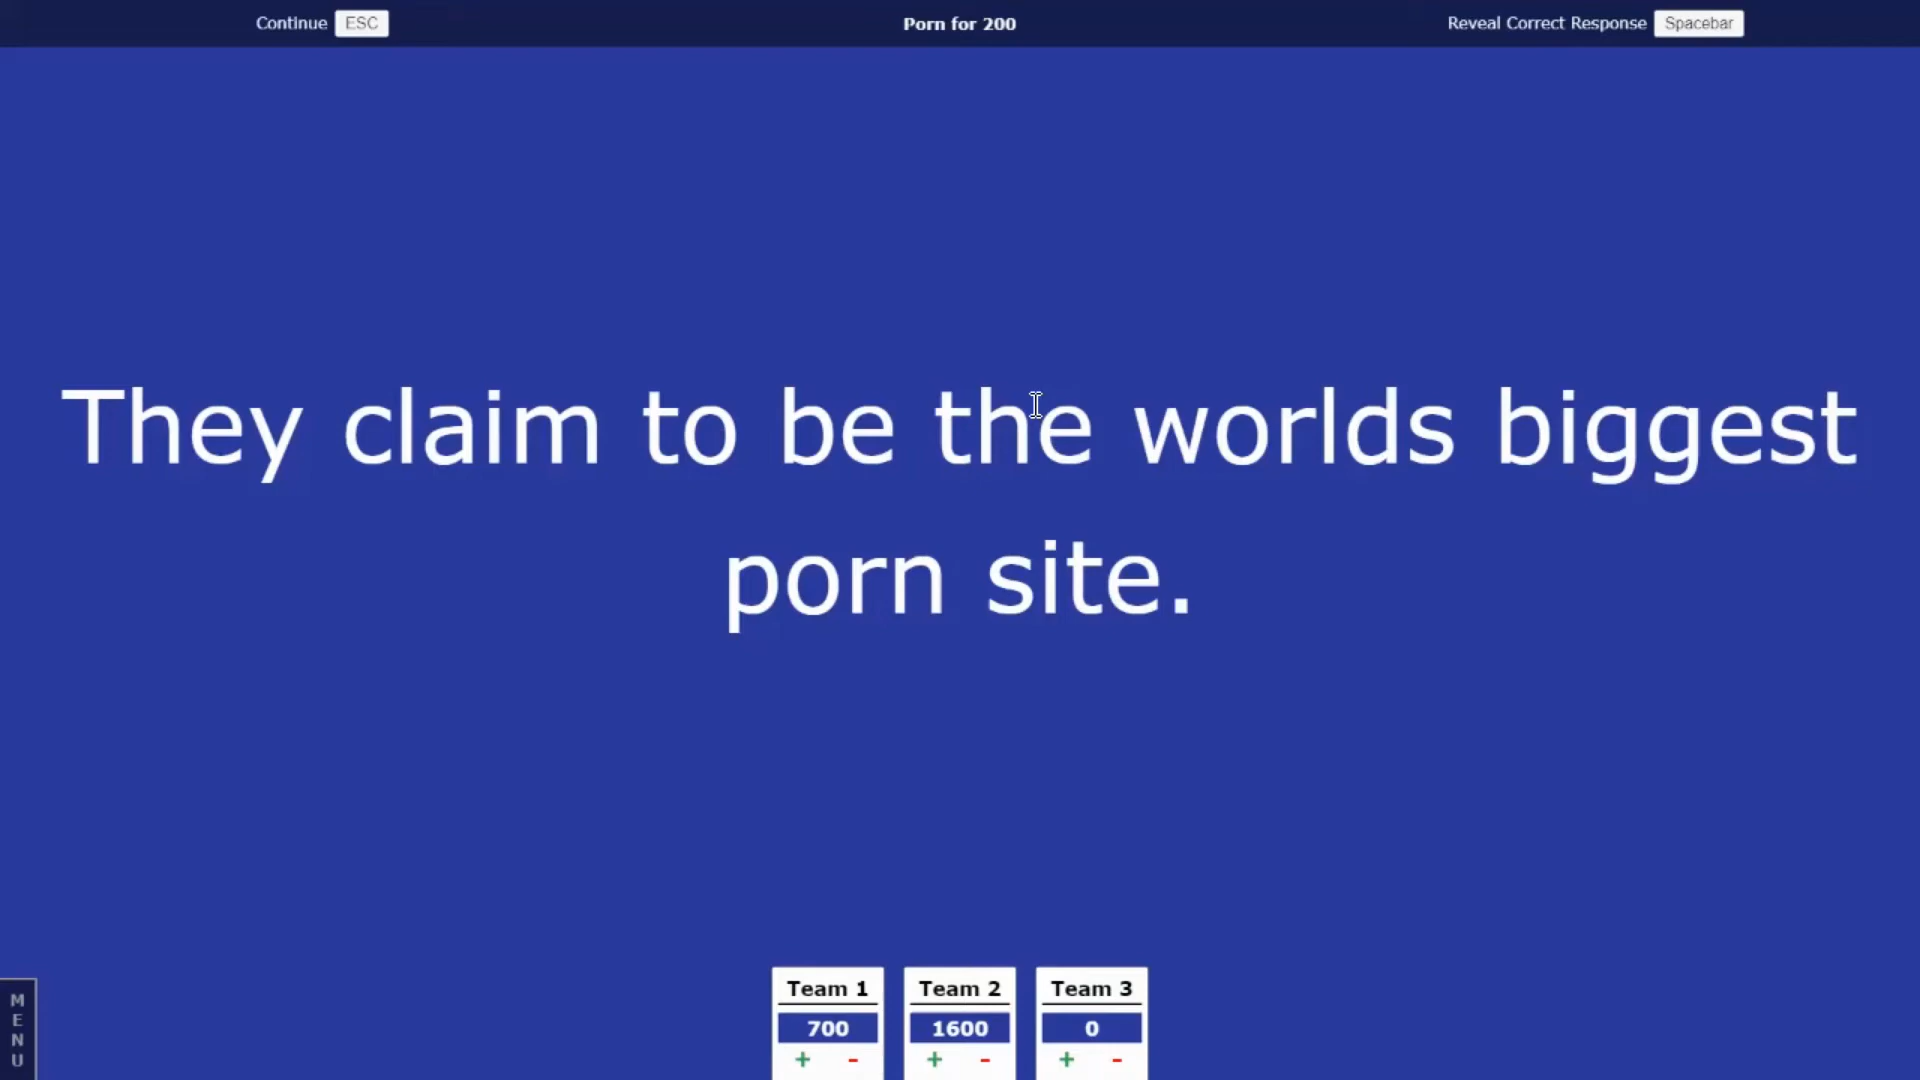 Continue ESC
Porn for 200
Reveal Correct Response Spacebar
They claim to be the worlds biggest
porn site.
MENU
Team 1 Team 2 Team 3
700 1600 0
+ - + - + -